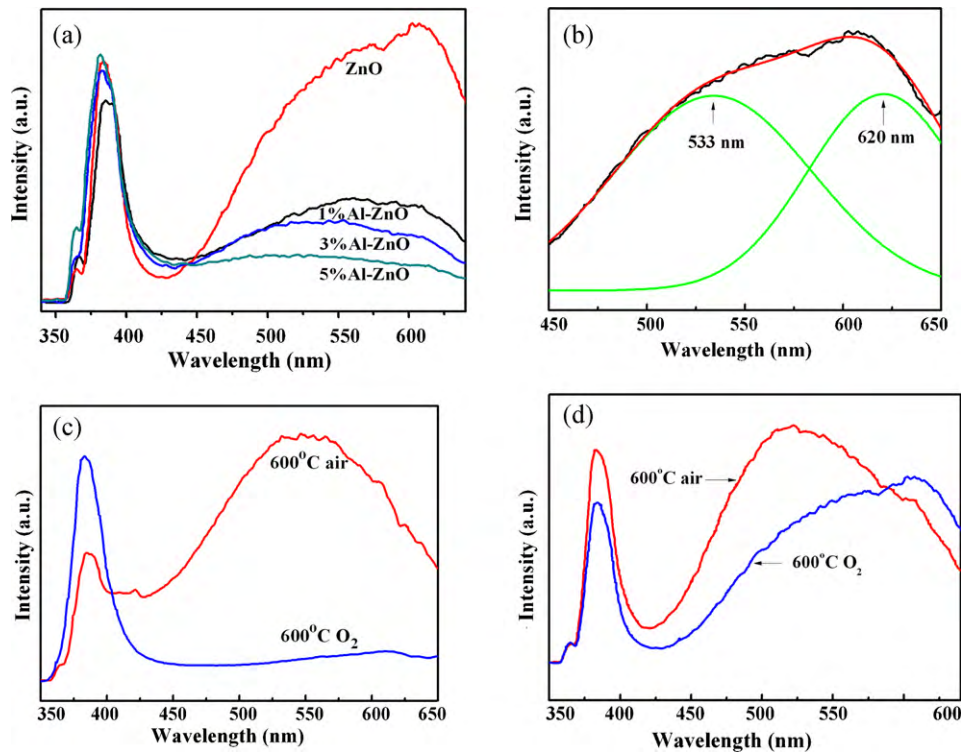 (a)
ZnO
1%Al-ZnO
3%Al-ZnO
5%Al-ZnO
Intensity (a.u.)
350 400 450 500 550 600
Wavelength (nm)
(b)
533 nm
620 nm
Intensity (a.u.)
450 500 550 600 650
Wavelength (nm)
(c)
600°C air
600°C O₂
Intensity (a.u.)
350 400 450 500 550 600 650
Wavelength (nm)
(d)
600°C air
600°C O₂
Intensity (a.u.)
350 400 450 500 550 600
Wavelength (nm)